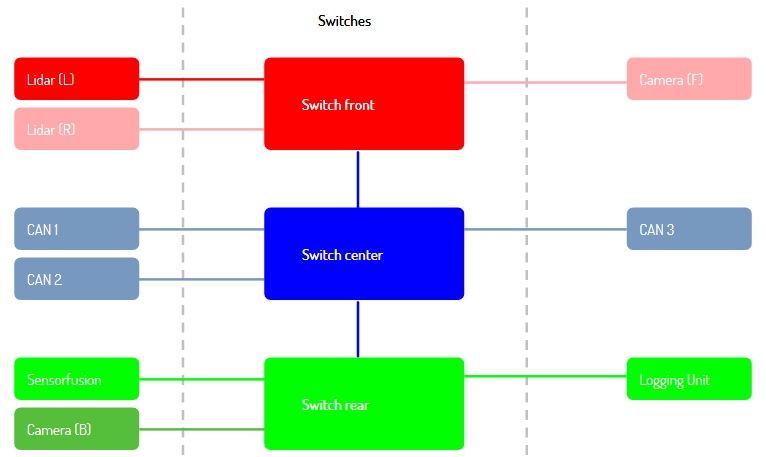 Switches
Lidar (L)
Switch front
Camera (F)
Lidar (R)
CAN 1
Switch center
CAN 3
CAN 2
Sensorfusion
Switch rear
Logging Unit
Camera (B)